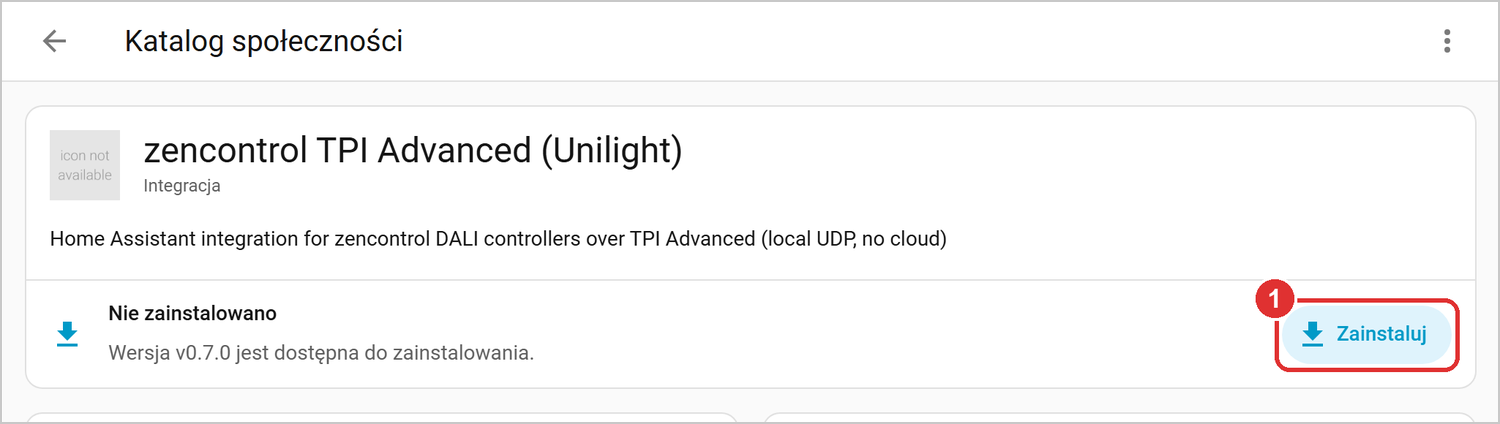 Katalog społeczności
icon not
available
zencontrol TPI Advanced (Unilight)
Integracja
Home Assistant integration for zencontrol DALI controllers over TPI Advanced (local UDP, no cloud)
Nie zainstalowano
Wersja v0.7.0 jest dostępna do zainstalowania.
1
Zainstaluj